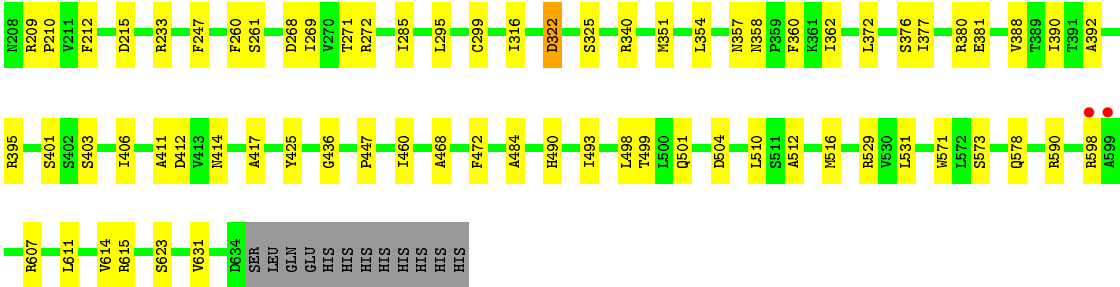 N208 R209 P210 V211 F212 D215 R233 F247 F260 S261 D268 I269 V270 T271 R272 I285 L295 C299 I316 D322 S325 R340 M351 L354 N357 N358 P359 F360 K361 I362 L372 S376 I377 R380 E381 V388 T389 I390 T391 A392
R395 S401 S402 S403 I406 A411 D412 V413 N414 A417 Y425 G436 P447 I460 A468 F472 A484 H490 I493 L498 T499 L500 Q501 D504 L510 S511 A512 M516 R529 V530 L531 W571 L572 S573 Q578 R590 R598 A599
R607 L611 V614 R615 S623 V631 D634 SER LEU GLN GLU HIS HIS HIS HIS HIS HIS HIS HIS